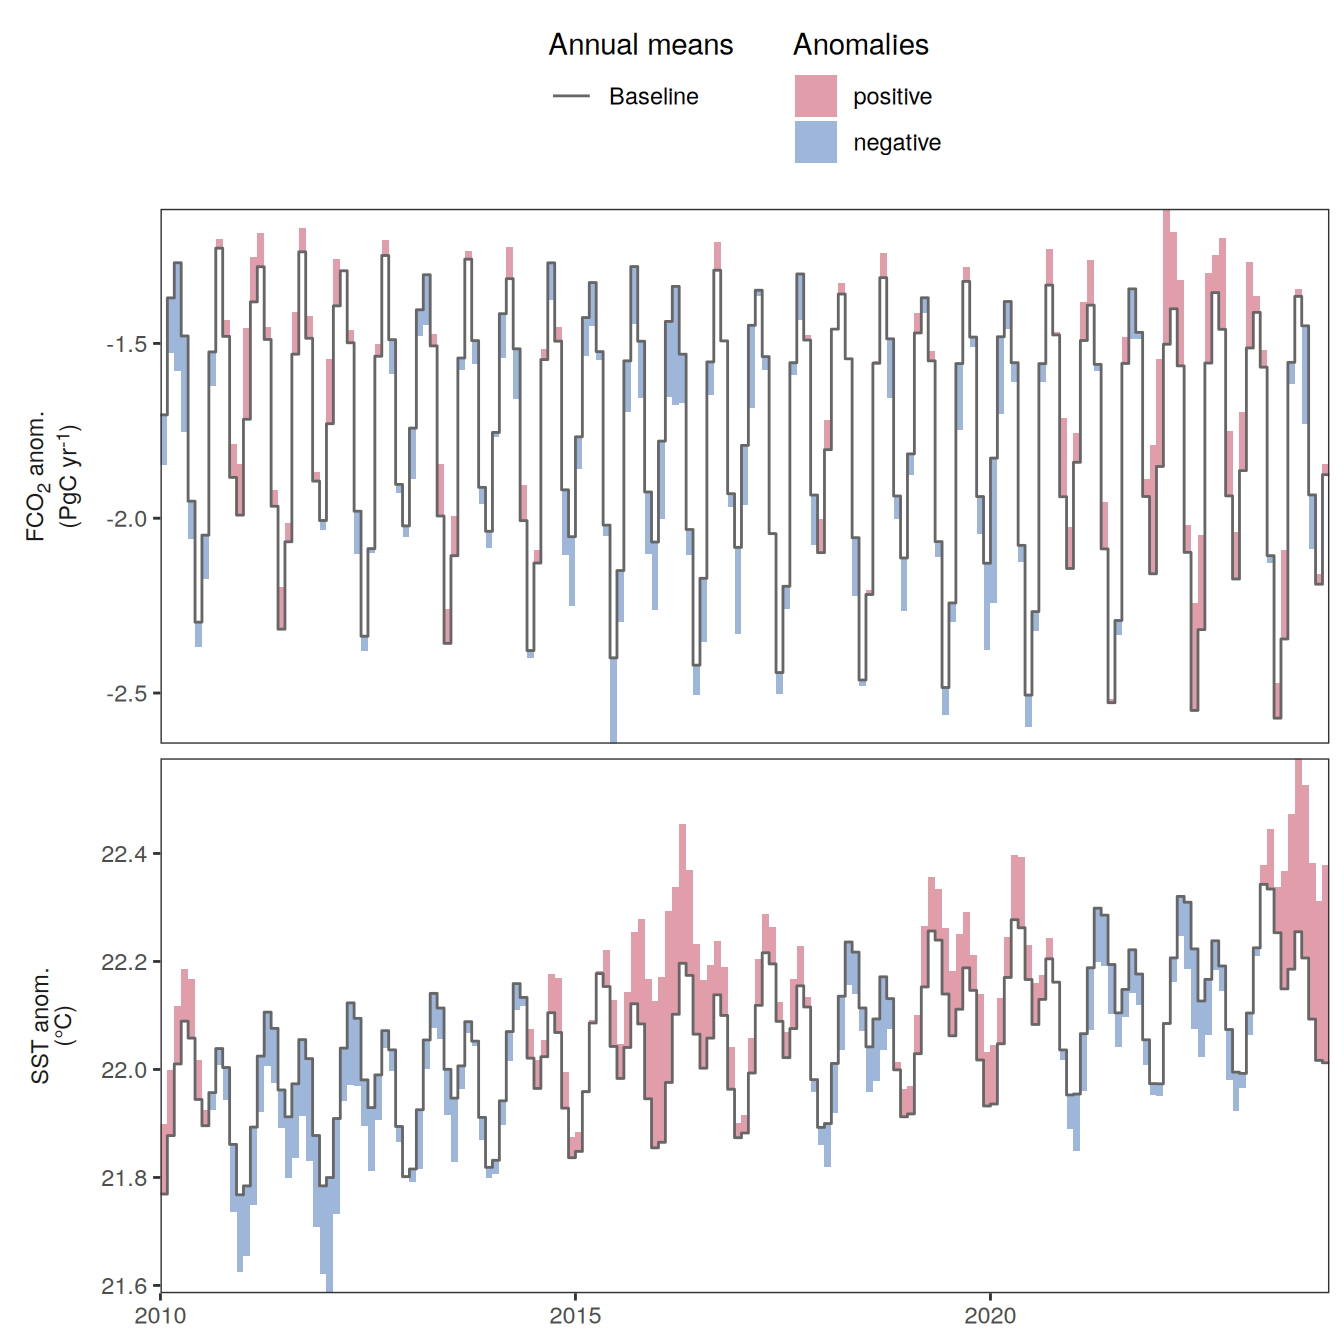 Annual means
Baseline
Anomalies
positive
negative
FCO2 anom.
(PgC yr-1)
-1.5
-2.0
-2.5
SST anom.
(°C)
22.4
22.2
22.0
21.8
21.6
2010 2015 2020